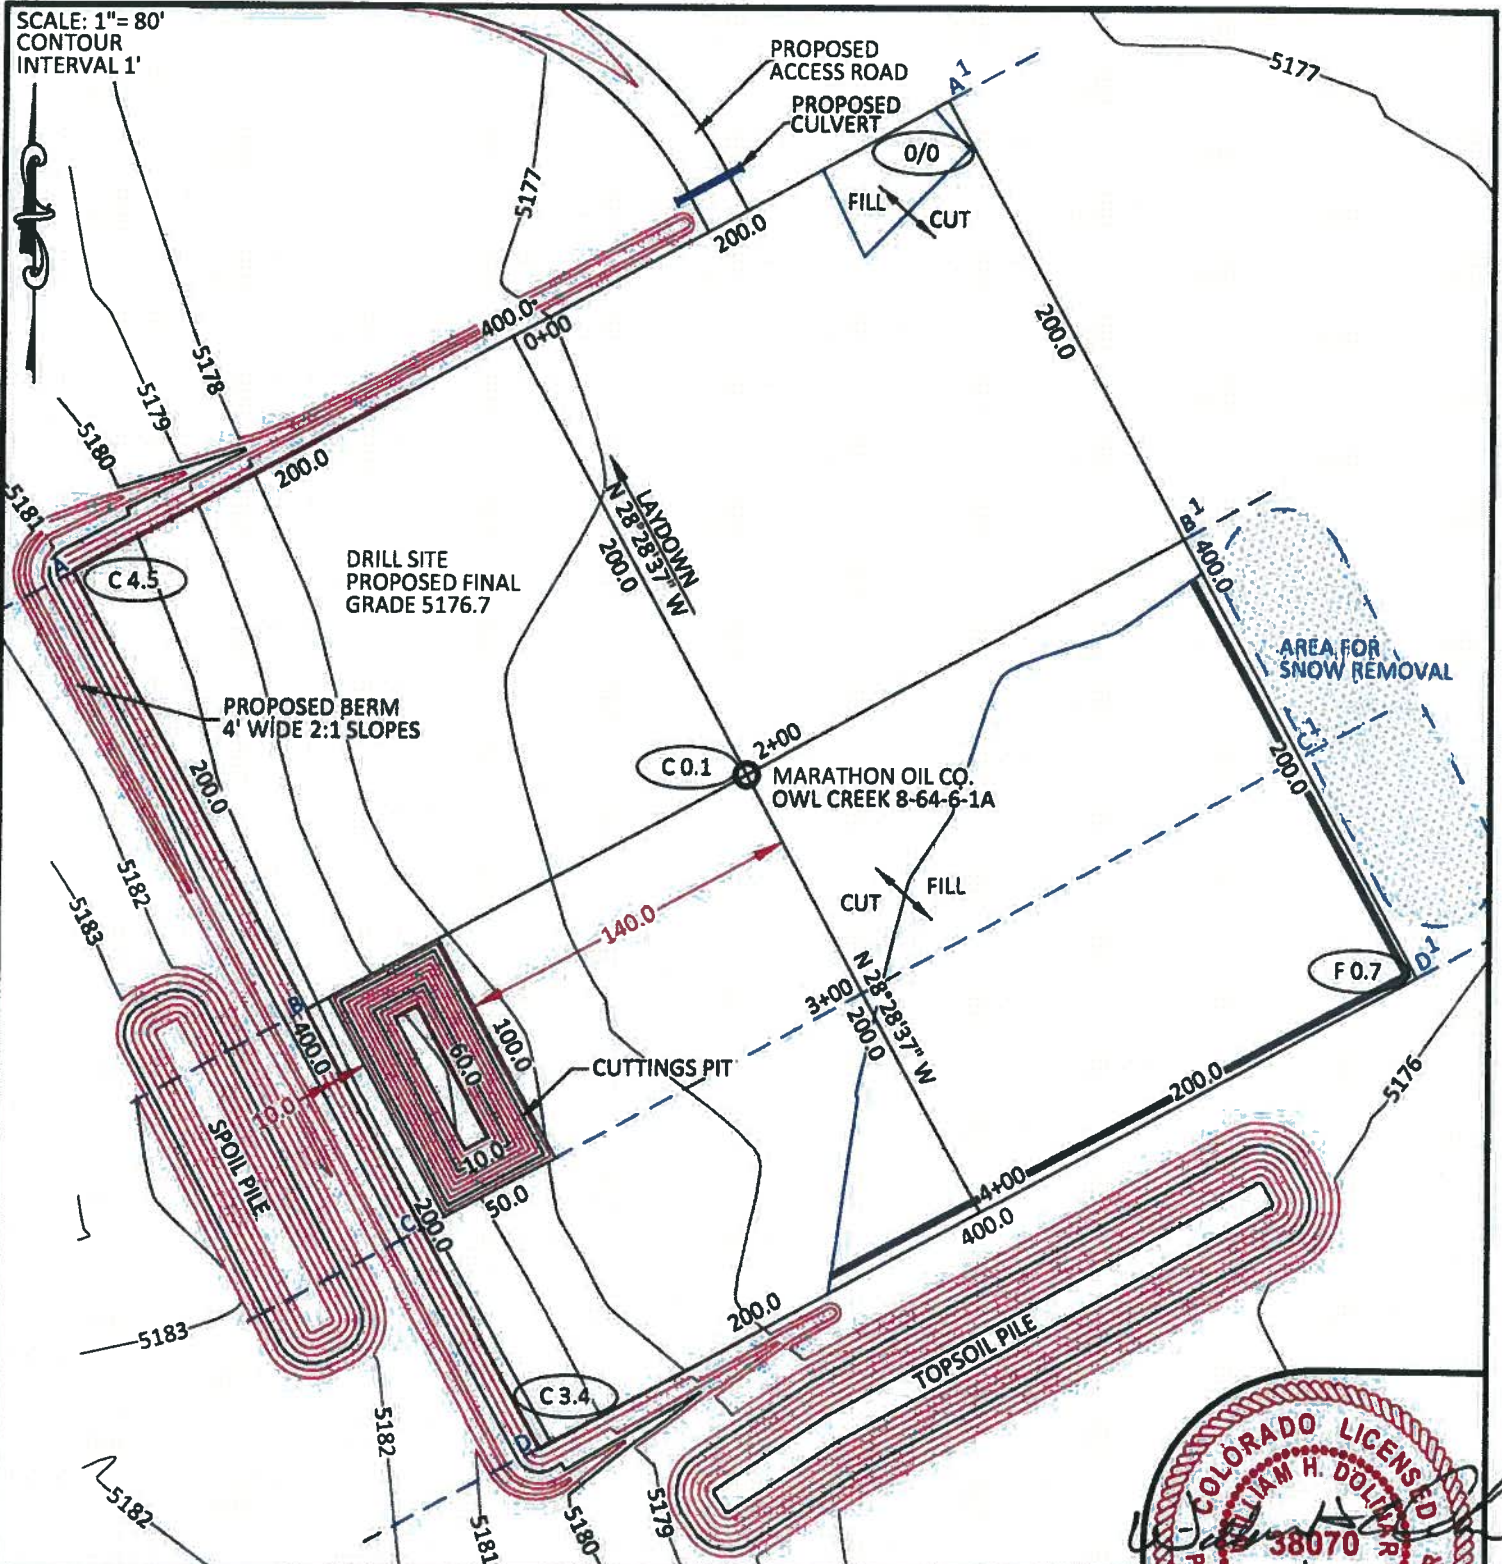 SCALE: 1"= 80'
CONTOUR
INTERVAL 1'
PROPOSED
ACCESS ROAD
PROPOSED
CULVERT
A1
5177
0/0
FILL
CUT
5177
200.0
400.0
0+00
200.0
5178
5179
5180
5181
200.0
A
C 4.5
DRILL SITE
PROPOSED FINAL
GRADE 5176.7
LAYDOWN
N 28°28'37" W
200.0
B1
400.0
AREA FOR
SNOW REMOVAL
PROPOSED BERM
4' WIDE 2:1 SLOPES
200.0
C 0.1
2+00
MARATHON OIL CO.
OWL CREEK 8-64-6-1A
C1
200.0
5182
5183
140.0
CUT
FILL
F 0.7
D1
B
400.0
3+00
N 28°28'37" W
200.0
100.0
60.0
CUTTINGS PIT
10.0
SPOIL PILE
10.0
50.0
C
200.0
200.0
5176
4+00
400.0
5183
200.0
TOPSOIL PILE
C 3.4
D
5182
5182
5181
5180
5179
COLORADO LICENSED
WILLIAM H. DOLINAR
38070